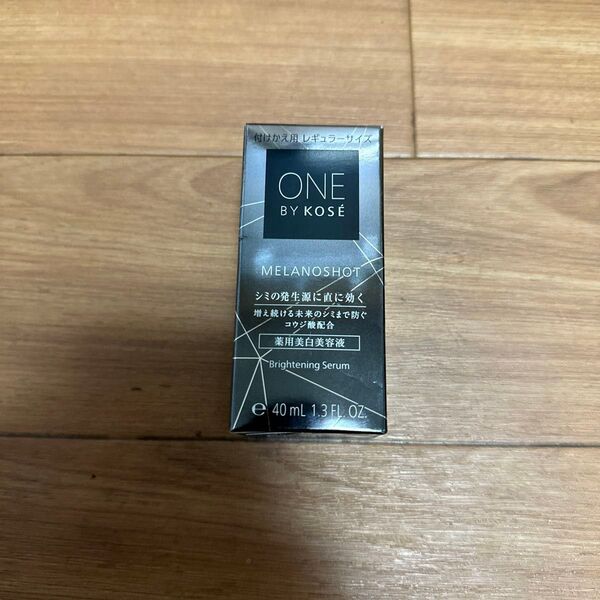 付けかえ用 レギュラーサイズ
ONE
BY KOSÉ
MELANOSHOT
シミの発生源に直に効く
増え続ける未来のシミまで防ぐ
コウジ酸配合
薬用美白美容液
Brightening Serum
℮ 40 mL 1.3 FL. OZ.